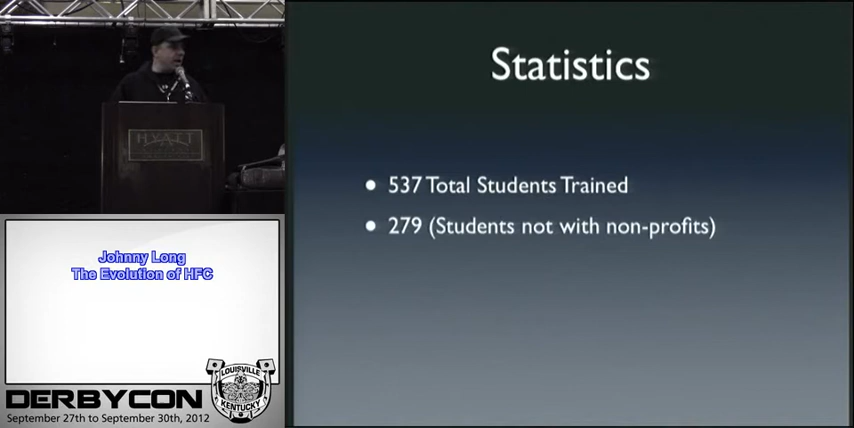 Statistics
• 537 Total Students Trained
• 279 (Students not with non-profits)
HYATT
Johnny Long
The Evolution of HFC
LOUISVILLE
KENTUCKY
DERBYCON
September 27th to September 30th, 2012